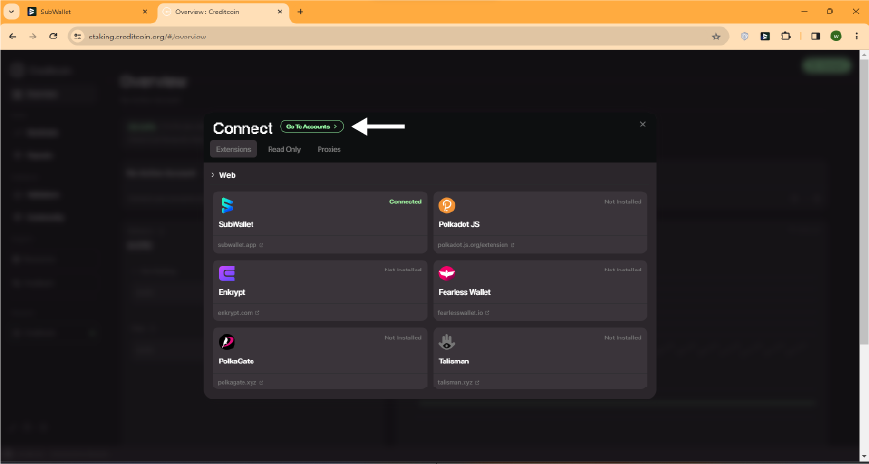 SubWallet
Overview : Creditcoin
staking.creditcoin.org/#/overview
W
Overview
Connect
Go To Accounts
Extensions
Read Only
Proxies
Web
Connected
SubWallet
subwallet.app
Not Installed
Polkadot JS
polkadot.js.org/extension
Not Installed
Enkrypt
enkrypt.com
Not Installed
Fearless Wallet
fearlesswallet.io
Not Installed
PolkaGate
polkagate.xyz
Not Installed
Talisman
talisman.xyz